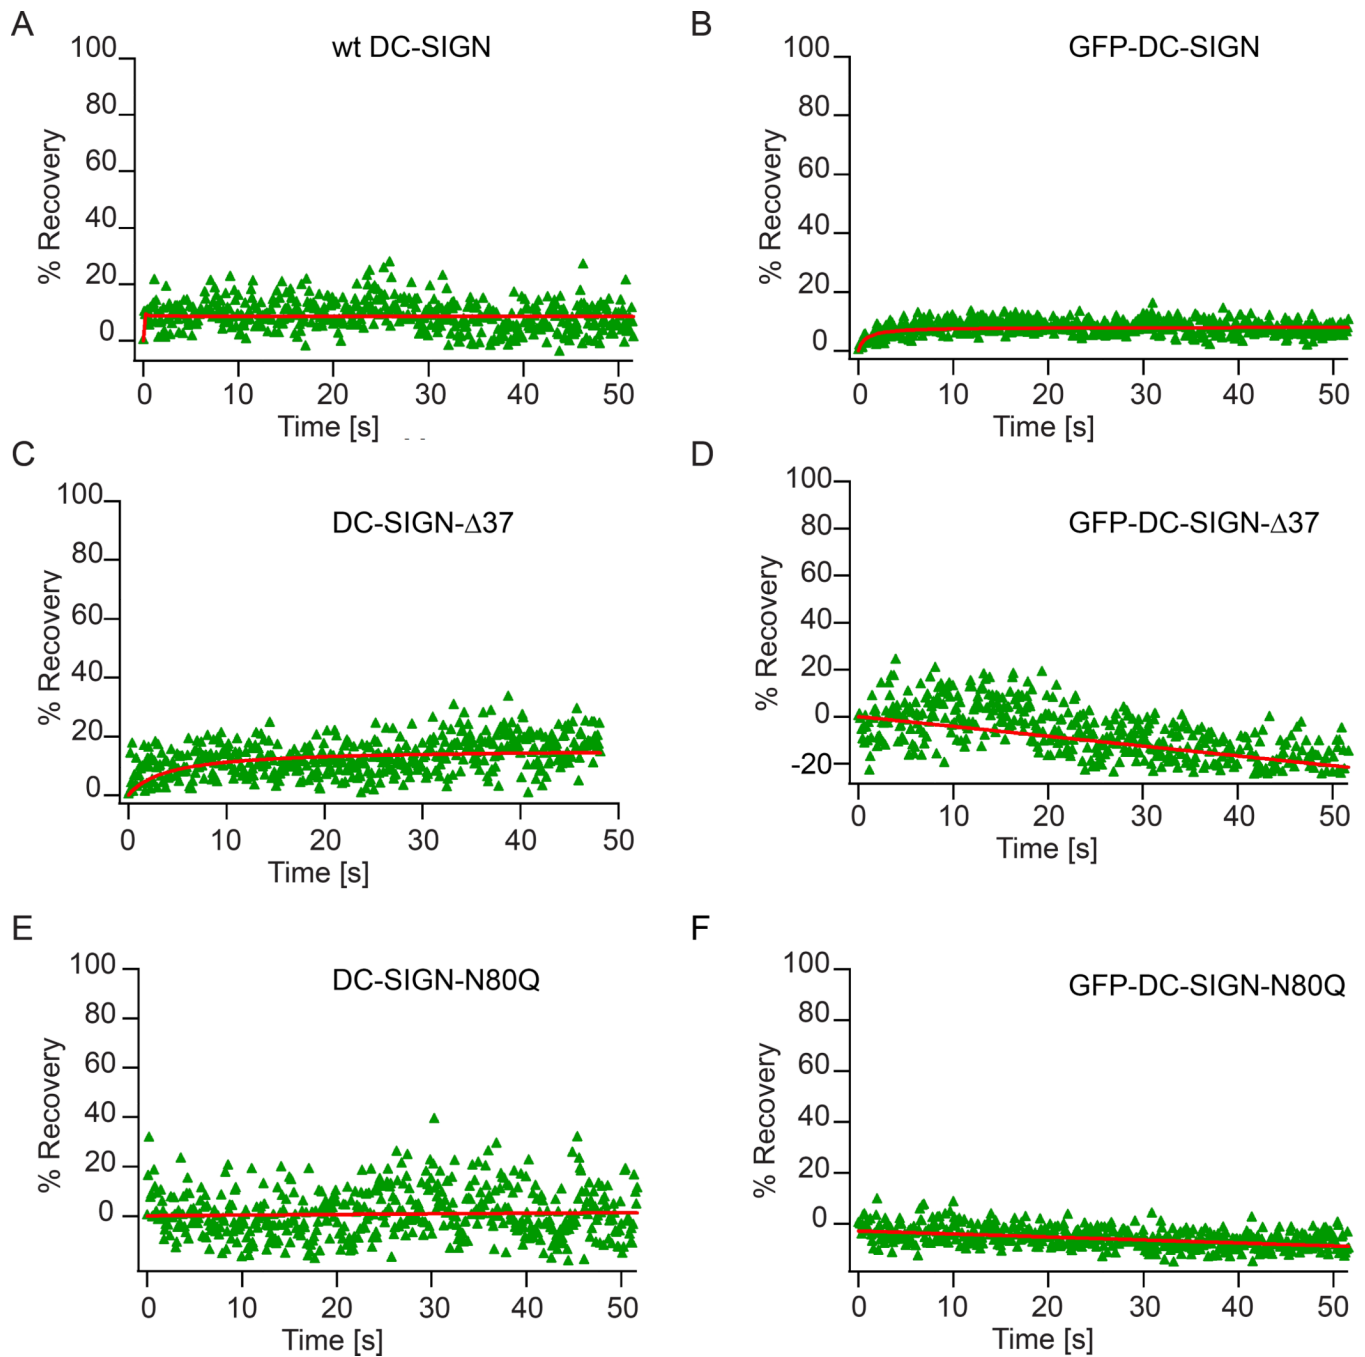 A
wt DC-SIGN
100
80
60
40
20
0
% Recovery
0 10 20 30 40 50
Time [s]
B
GFP-DC-SIGN
100
80
60
40
20
0
% Recovery
0 10 20 30 40 50
Time [s]
C
DC-SIGN-Δ37
100
80
60
40
20
0
% Recovery
0 10 20 30 40 50
Time [s]
D
GFP-DC-SIGN-Δ37
100
80
60
40
20
0
-20
% Recovery
0 10 20 30 40 50
Time [s]
E
DC-SIGN-N80Q
100
80
60
40
20
0
% Recovery
0 10 20 30 40 50
Time [s]
F
GFP-DC-SIGN-N80Q
100
80
60
40
20
0
% Recovery
0 10 20 30 40 50
Time [s]